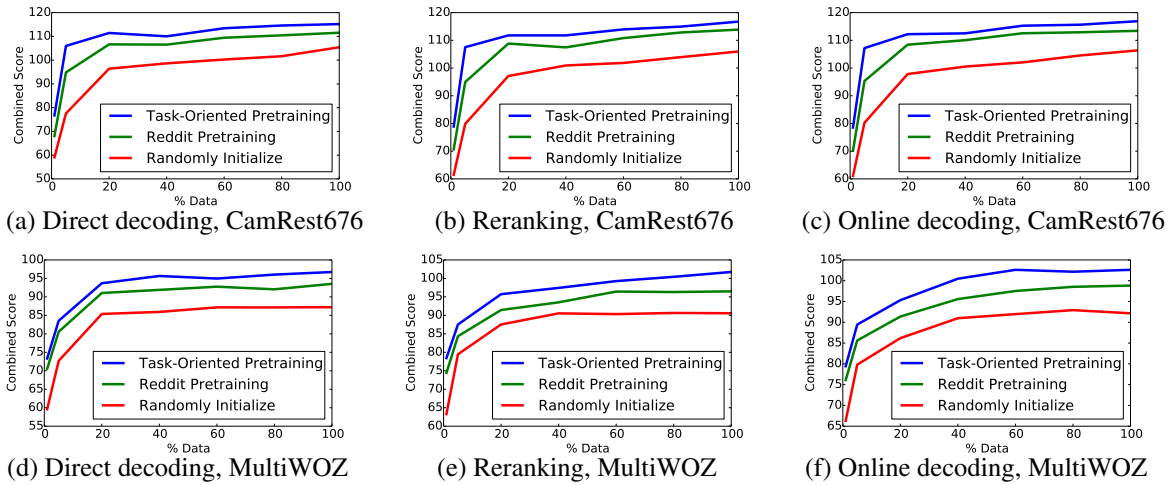 120
110
100
90
80
70
60
50
Combined Score
0 20 40 60 80 100
% Data
Task-Oriented Pretraining
Reddit Pretraining
Randomly Initialize
(a) Direct decoding, CamRest676
120
110
100
90
80
70
60
Combined Score
0 20 40 60 80 100
% Data
Task-Oriented Pretraining
Reddit Pretraining
Randomly Initialize
(b) Reranking, CamRest676
120
110
100
90
80
70
60
Combined Score
0 20 40 60 80 100
% Data
Task-Oriented Pretraining
Reddit Pretraining
Randomly Initialize
(c) Online decoding, CamRest676
100
95
90
85
80
75
70
65
60
55
Combined Score
0 20 40 60 80 100
% Data
Task-Oriented Pretraining
Reddit Pretraining
Randomly Initialize
(d) Direct decoding, MultiWOZ
105
100
95
90
85
80
75
70
65
60
Combined Score
0 20 40 60 80 100
% Data
Task-Oriented Pretraining
Reddit Pretraining
Randomly Initialize
(e) Reranking, MultiWOZ
105
100
95
90
85
80
75
70
65
Combined Score
0 20 40 60 80 100
% Data
Task-Oriented Pretraining
Reddit Pretraining
Randomly Initialize
(f) Online decoding, MultiWOZ